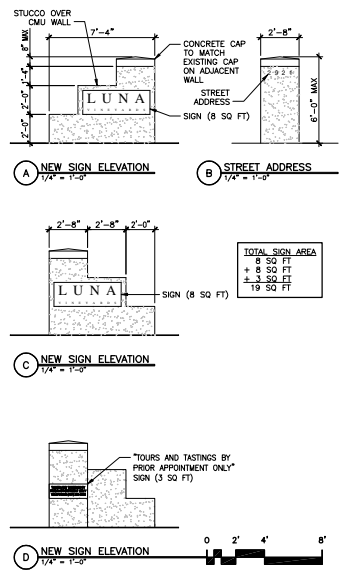 STUCCO OVER
CMU WALL
7'-4"
8" MAX
1'-4"
2'-0"
2'-0"
LUNA
CONCRETE CAP
TO MATCH
EXISTING CAP
ON ADJACENT
WALL
STREET
ADDRESS
SIGN (8 SQ FT)
2'-8"
2921
6'-0" MAX
A
NEW SIGN ELEVATION
1/4" = 1'-0"
B
STREET ADDRESS
1/4" = 1'-0"
2'-8"
2'-8"
2'-0"
LUNA
SIGN (8 SQ FT)
TOTAL SIGN AREA
8 SQ FT
+ 8 SQ FT
+ 3 SQ FT
19 SQ FT
C
NEW SIGN ELEVATION
1/4" = 1'-0"
"TOURS AND TASTINGS BY
PRIOR APPOINTMENT ONLY"
SIGN (3 SQ FT)
D
NEW SIGN ELEVATION
1/4" = 1'-0"
0 2' 4' 8'